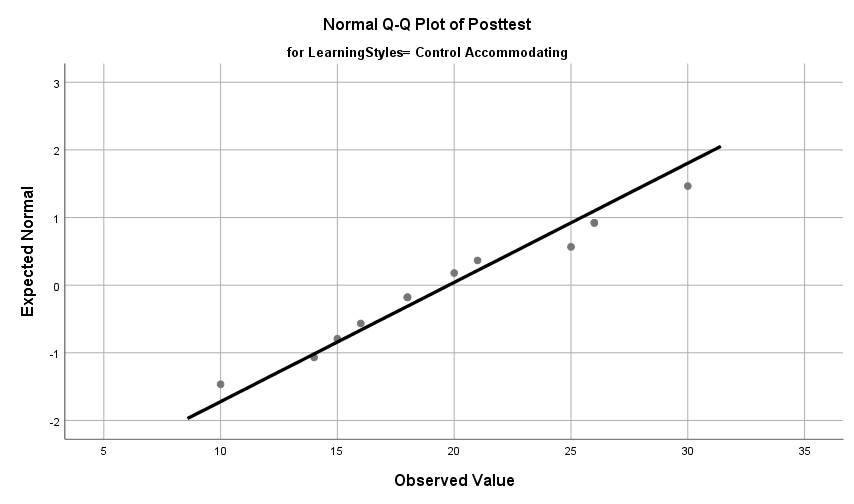 Normal Q-Q Plot of Posttest
for LearningStyles= Control Accommodating
Expected Normal
3
2
1
0
-1
-2
5 10 15 20 25 30 35
Observed Value